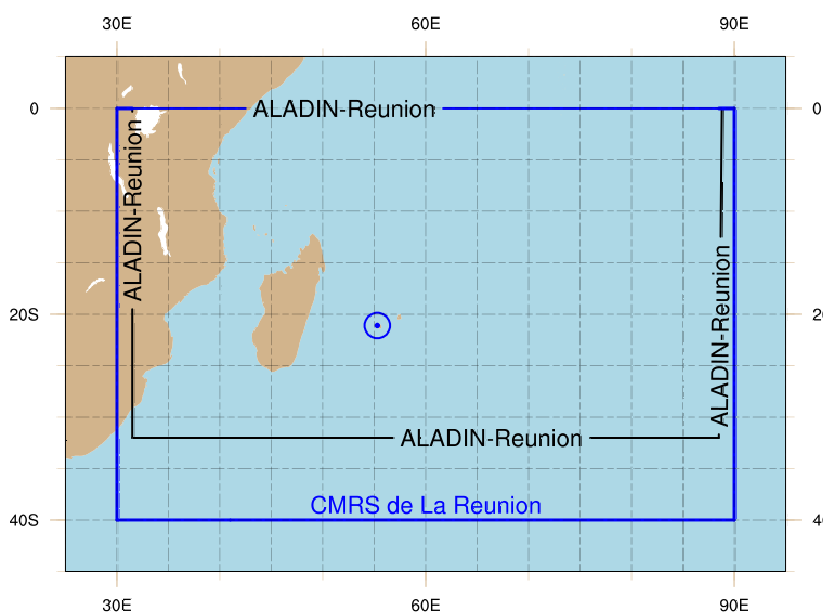 30E 60E 90E
0 ALADIN-Reunion 0
ALADIN-Reunion
ALADIN-Reunion
20S 20
ALADIN-Reunion
CMRS de La Reunion
40S 40
30E 60E 90E